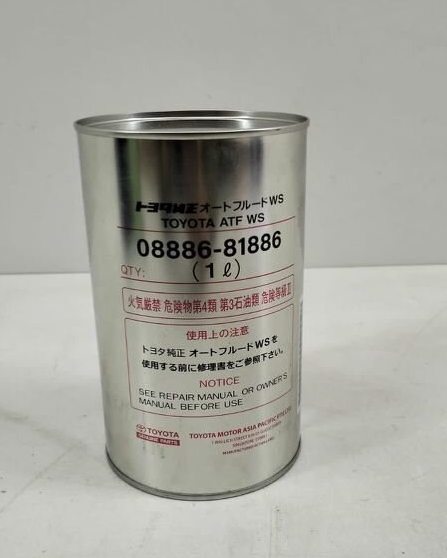 トヨタ純正 オートフルードWS
TOYOTA ATF WS
08886-81886
QTY: (1ℓ)
火気厳禁 危険物第4類 第3石油類 危険等級Ⅲ
使用上の注意
トヨタ純正 オートフルードWSを
使用する前に修理書をご参照下さい。
NOTICE
SEE REPAIR MANUAL OR OWNER'S
MANUAL BEFORE USE
TOYOTA
GENUINE PARTS
TOYOTA MOTOR ASIA PACIFIC PTE LTD